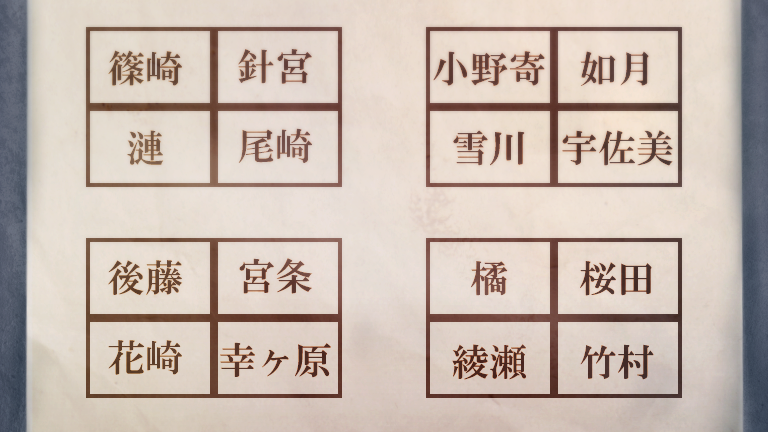 篠崎 針宮
漣 尾崎
小野寄 如月
雪川 宇佐美
後藤 宮条
花崎 幸ヶ原
橘 桜田
綾瀬 竹村